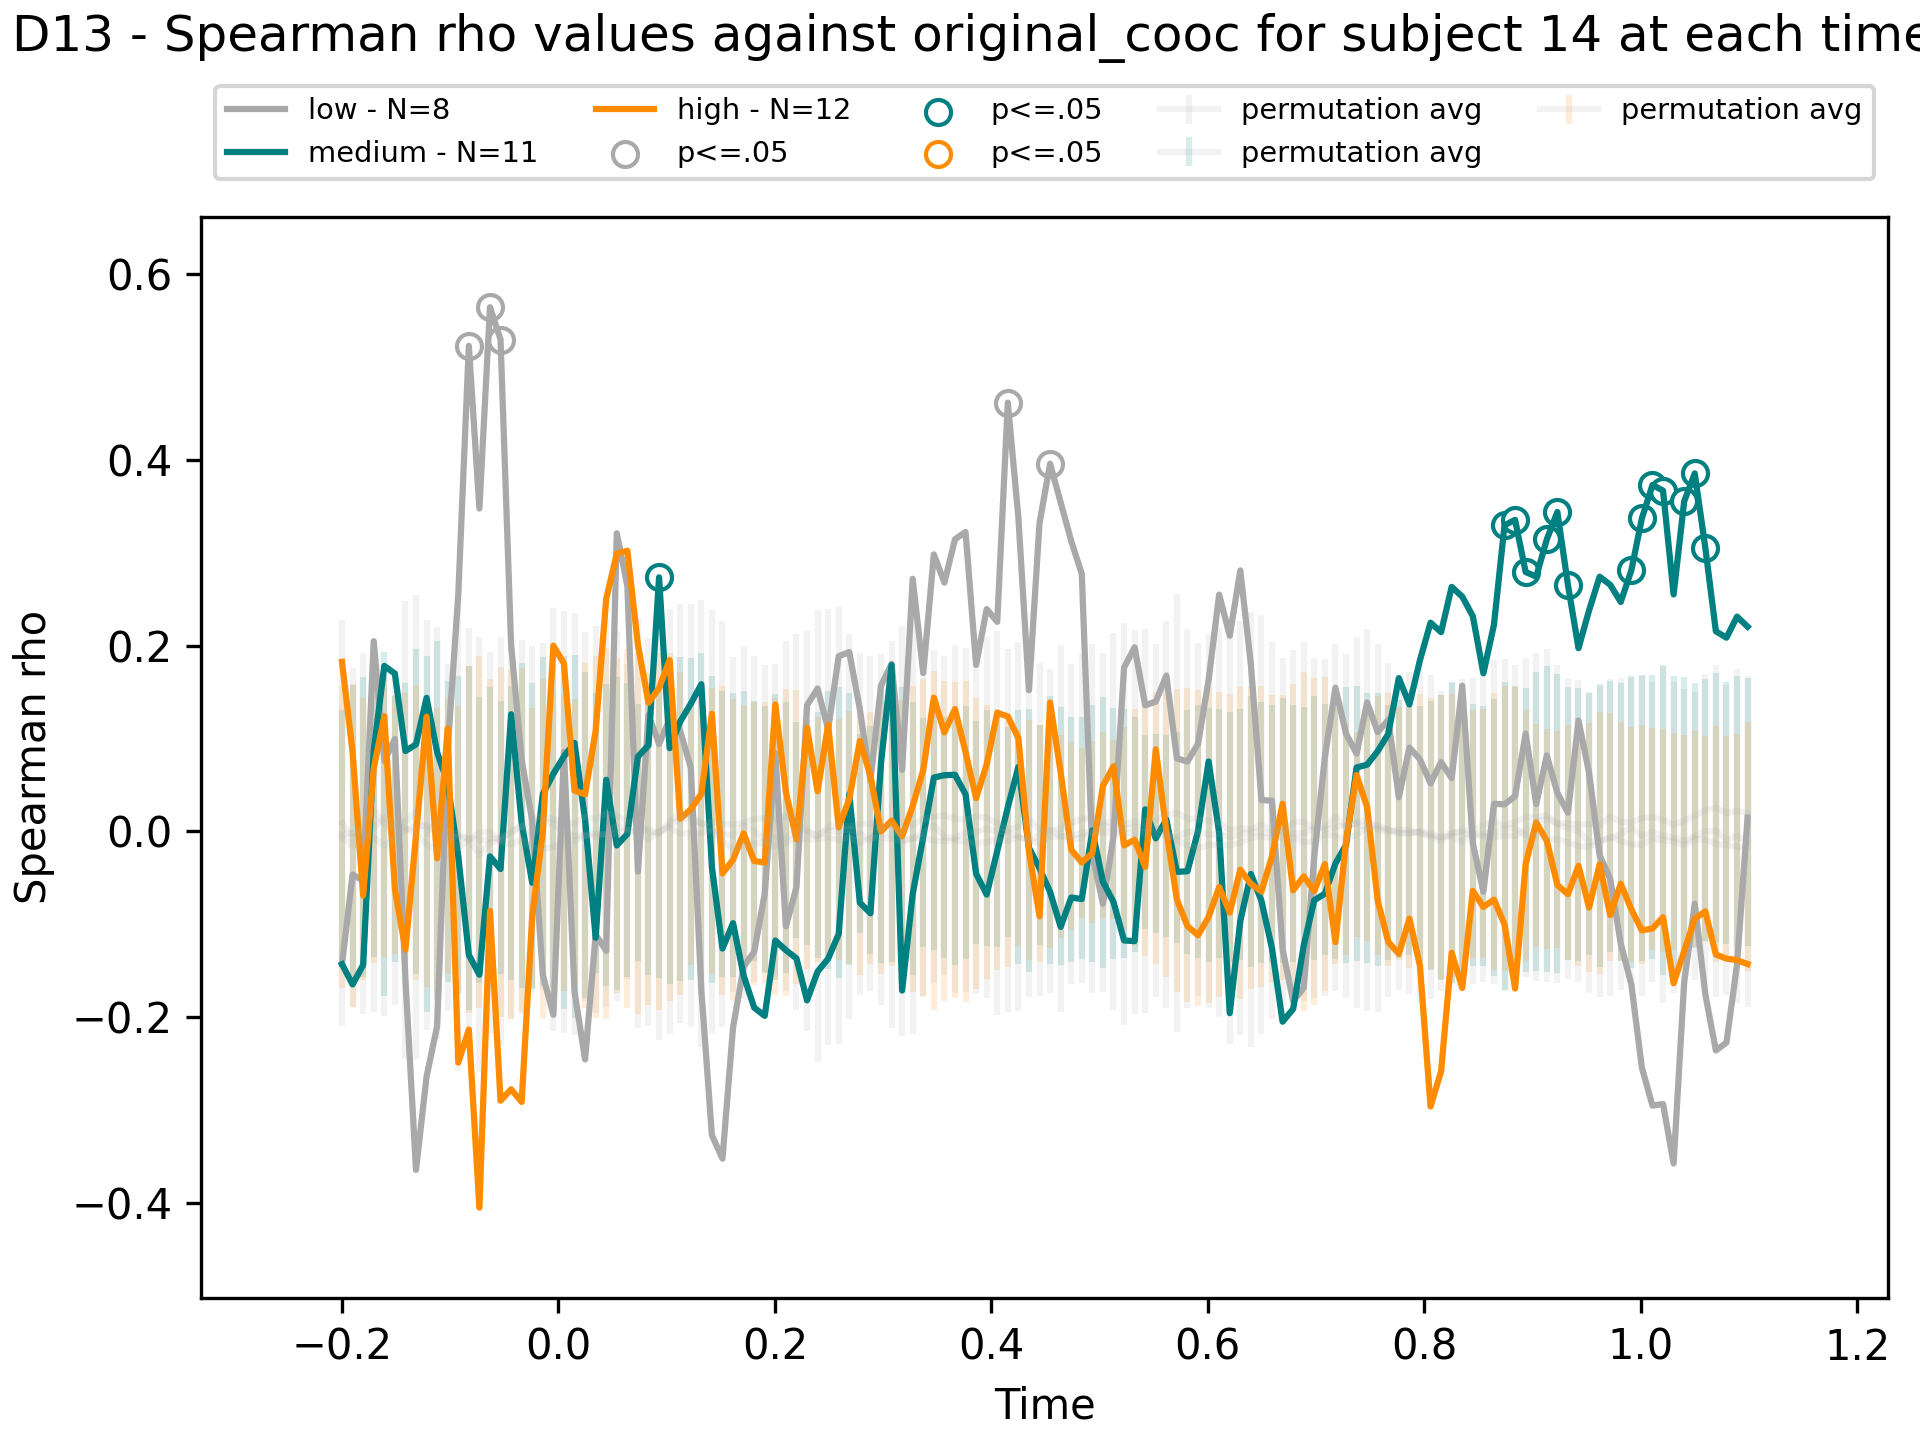 D13 - Spearman rho values against original_cooc for subject 14 at each time
low - N=8 high - N=12 p<=.05 permutation avg permutation avg
medium - N=11 p<=.05 p<=.05 permutation avg
0.6
0.4
0.2
0.0
−0.2
−0.4
Spearman rho
−0.2 0.0 0.2 0.4 0.6 0.8 1.0 1.2
Time